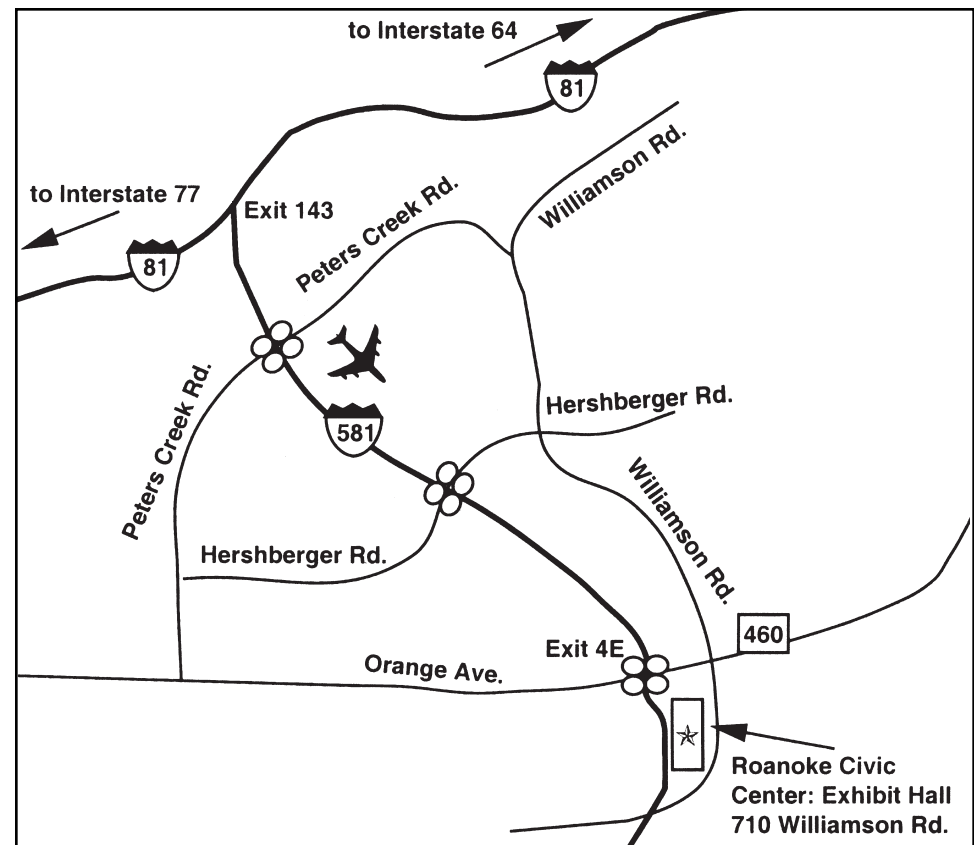 to Interstate 64
81
Williamson Rd.
to Interstate 77
Exit 143
Peters Creek Rd.
81
Peters Creek Rd.
581
Hershberger Rd.
Williamson Rd.
Hershberger Rd.
460
Exit 4E
Orange Ave.
Roanoke Civic
Center: Exhibit Hall
710 Williamson Rd.